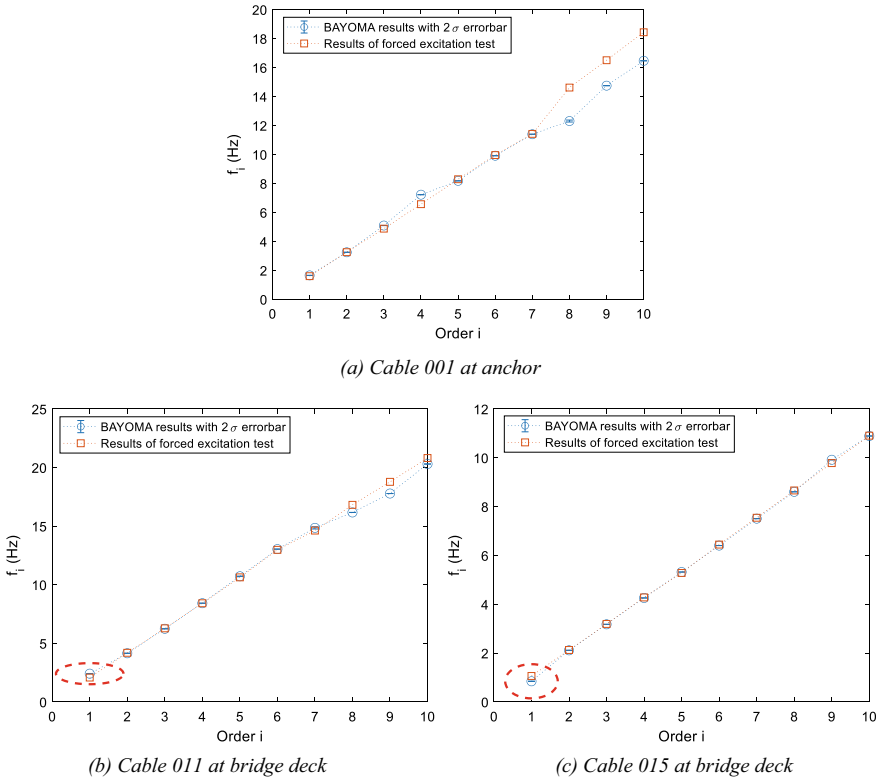 BAYOMA results with 2 σ errorbar
Results of forced excitation test
20
18
16
14
12
10
8
6
4
2
0
f_i (Hz)
0 1 2 3 4 5 6 7 8 9 10
Order i
(a) Cable 001 at anchor
BAYOMA results with 2 σ errorbar
Results of forced excitation test
25
20
15
10
5
0
f_i (Hz)
0 1 2 3 4 5 6 7 8 9 10
Order i
(b) Cable 011 at bridge deck
BAYOMA results with 2 σ errorbar
Results of forced excitation test
12
10
8
6
4
2
0
f_i (Hz)
0 1 2 3 4 5 6 7 8 9 10
Order i
(c) Cable 015 at bridge deck